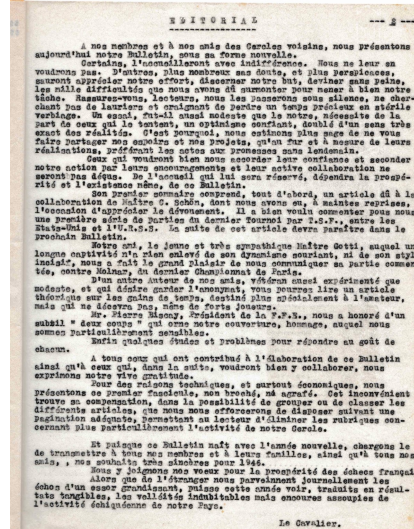 EDITORIAL --- 2 ---
A nos membres et à nos amis des Cercles voisins, nous présentons
aujourd'hui notre Bulletin, sous sa forme nouvelle.
Certains, l'accueilleront avec indifférence. Nous ne leur en
voudrons pas. D'autres, plus nombreux sans doute, et plus perspicaces,
sauront apprécier notre effort, discerner notre but, deviner sans peine,
les mille difficultés que nous avons dû surmonter pour mener à bien notre
tâche. Rassurez-vous, lecteurs, nous les passerons sous silence, ne cher-
chant pas de lauriers et craignant de perdre un temps précieux en stérile
verbiage. Un essai, fut-il aussi modeste que le notre, nécessite de la
part de ceux qui le tentent, un optimisme confiant, doublé d'un sens très
exact des réalités. C'est pourquoi, nous estimons plus sage de ne vous
faire partager nos espoirs et nos projets, qu'au fur et à mesure de leurs
réalisations, préférant les actes aux promesses sans lendemain.
Ceux qui voudront bien nous accorder leur confiance et seconder
notre action par leurs encouragements et leur active collaboration ne
seront pas déçus. De l'accueil qui lui sera réservé, dépendra la prospé-
rité et l'existence même, de ce Bulletin.
Son premier sommaire comprend, tout d'abord, un article dû à la
collaboration de Maître C. Schön, dont nous avons eu, à maintes reprises,
l'occasion d'apprécier le dévouement. Il a bien voulu commenter pour nous
une première série de parties du dernier Tournoi par T.S.F., entre les
Etats-Unis et l'U.R.S.S. La suite de cet article devra paraître dans le
prochain Bulletin.
Notre ami, le jeune et très sympathique Maître Gotti, auquel un
longue captivité n'a rien enlevé de son dynamisme souriant, ni de son styl
incisif, nous a fait le grand plaisir de nous communiquer sa partie commen
tée, contre Molnar, du dernier Championnat de Paris.
D'un autre Auteur de nos amis, vétéran aussi expérimenté que
modeste, et qui désire garder l'anonymat, vous pourrez lire un article
théorique sur les gains de temps, destiné plus spécialement à l'amateur,
mais qui ne décevra pas, même de forts joueurs.
Mr. Pierre Biscay, Président de la F.F.E., nous a honoré d'un
subtil "deux coups" qui orne notre couverture, hommage, auquel nous
sommes particulièrement sensibles.
Enfin quelques études et problèmes pour répondre au goût de
chacun.
A tous ceux qui ont contribué à l'élaboration de ce Bulletin
ainsi qu'à ceux qui, dans la suite, voudront bien y collaborer, nous
exprimons notre vive gratitude.
Pour des raisons techniques, et surtout économiques, nous
présentons ce premier fascicule, non broché, né agrafé. Cet inconvénient
trouve sa compensation, dans la possibilité de grouper ou de classer les
différents articles, que nous nous efforcerons de disposer suivant une
pagination adéquate, permettant au lecteur d'éliminer les rubriques con-
cernant plus particulièrement l'activité de notre Cercle.
Et puisque ce Bulletin naît avec l'année nouvelle, chargons le
de transmettre à tous nos membres et à leurs familles, ainsi qu'à tous nos
amis, , nos souhaits très sincères pour 1946.
Nous y joignons nos voeux pour la prospérité des échecs françai
Alors que de l'étranger nous parviennent journellement les
échos d'un essor grandissant, puisse cette année voir, traduits en résul-
tats tangibles, les velléités indubitables mais encore assoupies de
l'activité échiquéenne de notre Pays.
Le Cavalier.